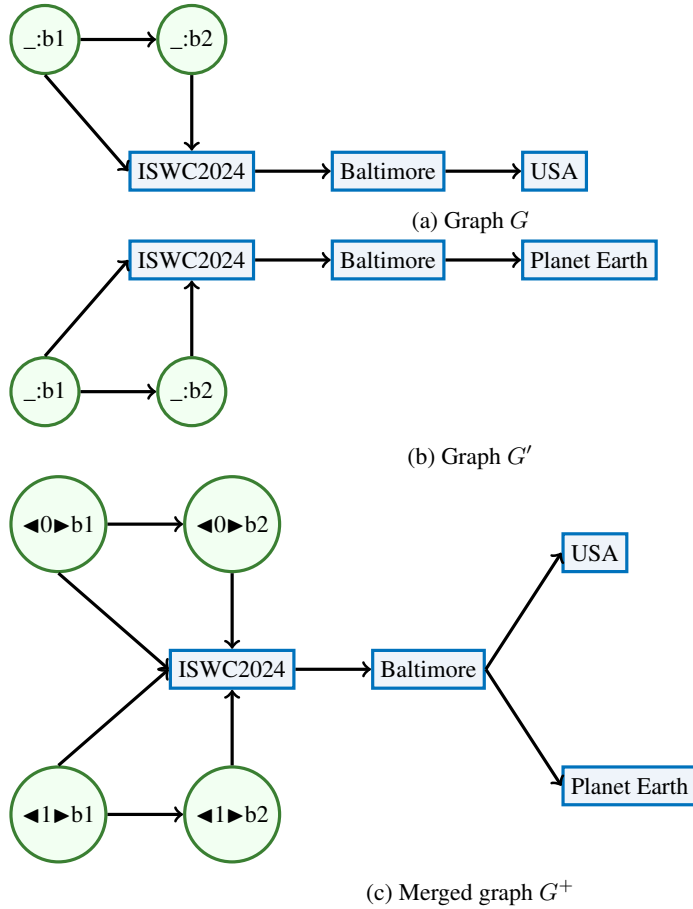 _:b1 _:b2
ISWC2024 Baltimore USA
(a) Graph G
ISWC2024 Baltimore Planet Earth
_:b1 _:b2
(b) Graph G′
◄0►b1 ◄0►b2
USA
ISWC2024 Baltimore
Planet Earth
◄1►b1 ◄1►b2
(c) Merged graph G⁺